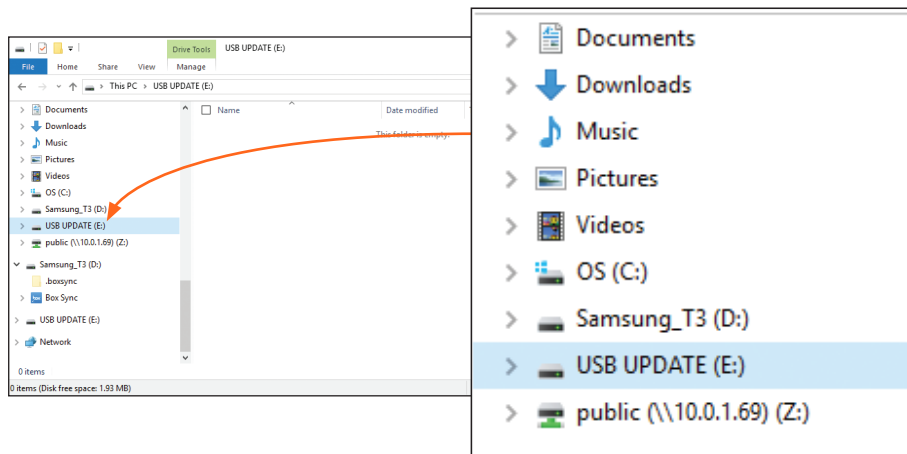 Drive Tools USB UPDATE (E:)
File Home Share View Manage
This PC > USB UPDATE (E:)
Documents
Downloads
Music
Pictures
Videos
OS (C:)
Samsung_T3 (D:)
USB UPDATE (E:)
public (\\10.0.1.69) (Z:)
Samsung_T3 (D:)
.boxsync
Box Sync
USB UPDATE (E:)
Network
0 items
0 items (Disk free space: 1.93 MB)
Name Date modified
This folder is empty.
Documents
Downloads
Music
Pictures
Videos
OS (C:)
Samsung_T3 (D:)
USB UPDATE (E:)
public (\\10.0.1.69) (Z:)